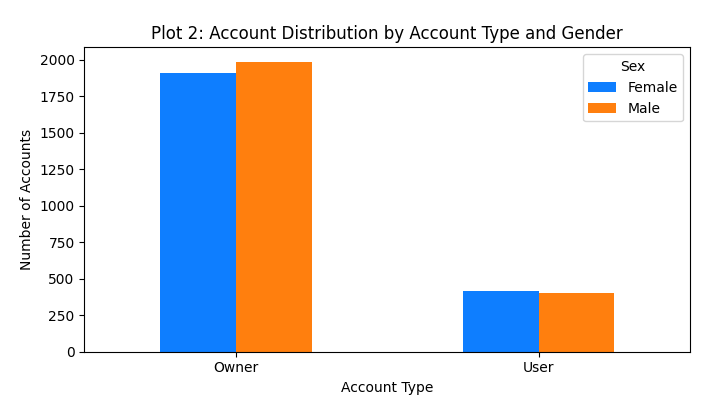 Plot 2: Account Distribution by Account Type and Gender
Number of Accounts
2000
1750
1500
1250
1000
750
500
250
0
Sex
Female
Male
Owner
User
Account Type